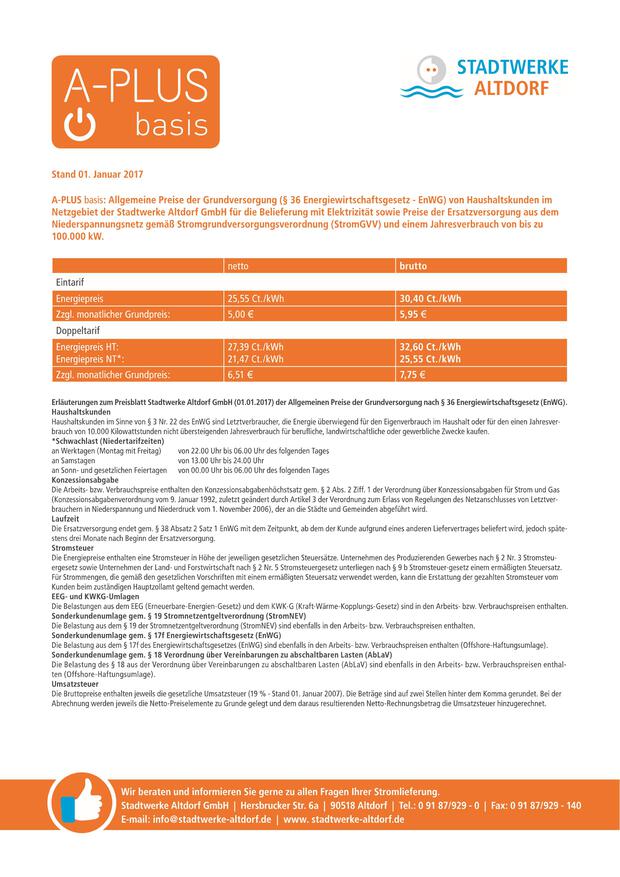 A-PLUS
basis
STADTWERKE
ALTDORF
Stand 01. Januar 2017
A-PLUS basis: Allgemeine Preise der Grundversorgung (§ 36 Energiewirtschaftsgesetz - EnWG) von Haushaltskunden im
Netzgebiet der Stadtwerke Altdorf GmbH für die Belieferung mit Elektrizität sowie Preise der Ersatzversorgung aus dem
Niederspannungsnetz gemäß Stromgrundversorgungsverordnung (StromGVV) und einem Jahresverbrauch von bis zu
100.000 kW.
netto brutto
Eintarif
Energiepreis 25,55 Ct./kWh 30,40 Ct./kWh
Zzgl. monatlicher Grundpreis: 5,00 € 5,95 €
Doppeltarif
Energiepreis HT: 27,39 Ct./kWh 32,60 Ct./kWh
Energiepreis NT*: 21,47 Ct./kWh 25,55 Ct./kWh
Zzgl. monatlicher Grundpreis: 6,51 € 7,75 €
Erläuterungen zum Preisblatt Stadtwerke Altdorf GmbH (01.01.2017) der Allgemeinen Preise der Grundversorgung nach § 36 Energiewirtschaftsgesetz (EnWG).
Haushaltskunden
Haushaltskunden im Sinne von § 3 Nr. 22 des EnWG sind Letztverbraucher, die Energie überwiegend für den Eigenverbrauch im Haushalt oder für den einen Jahresver-
brauch von 10.000 Kilowattstunden nicht übersteigenden Jahresverbrauch für berufliche, landwirtschaftliche oder gewerbliche Zwecke kaufen.
*Schwachlast (Niedertarifzeiten)
an Werktagen (Montag mit Freitag) von 22.00 Uhr bis 06.00 Uhr des folgenden Tages
an Samstagen von 13.00 Uhr bis 24.00 Uhr
an Sonn- und gesetzlichen Feiertagen von 00.00 Uhr bis 06.00 Uhr des folgenden Tages
Konzessionsabgabe
Die Arbeits- bzw. Verbrauchspreise enthalten den Konzessionsabgabenhöchstsatz gem. § 2 Abs. 2 Ziff. 1 der Verordnung über Konzessionsabgaben für Strom und Gas
(Konzessionsabgabenverordnung vom 9. Januar 1992, zuletzt geändert durch Artikel 3 der Verordnung zum Erlass von Regelungen des Netzanschlusses von Letztver-
brauchern in Niederspannung und Niederdruck vom 1. November 2006), der an die Städte und Gemeinden abgeführt wird.
Laufzeit
Die Ersatzversorgung endet gem. § 38 Absatz 2 Satz 1 EnWG mit dem Zeitpunkt, ab dem der Kunde aufgrund eines anderen Liefervertrages beliefert wird, jedoch späte-
stens drei Monate nach Beginn der Ersatzversorgung.
Stromsteuer
Die Energiepreise enthalten eine Stromsteuer in Höhe der jeweiligen gesetzlichen Steuersätze. Unternehmen des Produzierenden Gewerbes nach § 2 Nr. 3 Stromsteu-
ergesetz sowie Unternehmen der Land- und Forstwirtschaft nach § 2 Nr. 5 Stromsteuergesetz unterliegen nach § 9 b Stromsteuer-gesetz einem ermäßigten Steuersatz.
Für Strommengen, die gemäß den gesetzlichen Vorschriften mit einem ermäßigten Steuersatz verwendet werden, kann die Erstattung der gezahlten Stromsteuer vom
Kunden beim zuständigen Hauptzollamt geltend gemacht werden.
EEG- und KWKG-Umlagen
Die Belastungen aus dem EEG (Erneuerbare-Energien-Gesetz) und dem KWK-G (Kraft-Wärme-Kopplungs-Gesetz) sind in den Arbeits- bzw. Verbrauchspreisen enthalten.
Sonderkundenumlage gem. § 19 Stromnetzentgeltverordnung (StromNEV)
Die Belastung aus dem § 19 der Stromnetzentgeltverordnung (StromNEV) sind ebenfalls in den Arbeits- bzw. Verbrauchspreisen enthalten.
Sonderkundenumlage gem. § 17f Energiewirtschaftsgesetz (EnWG)
Die Belastung aus dem § 17f des Energiewirtschaftsgesetzes (EnWG) sind ebenfalls in den Arbeits- bzw. Verbrauchspreisen enthalten (Offshore-Haftungsumlage).
Sonderkundenumlage gem. § 18 Verordnung über Vereinbarungen zu abschaltbaren Lasten (AbLaV)
Die Belastung des § 18 aus der Verordnung über Vereinbarungen zu abschaltbaren Lasten (AbLaV) sind ebenfalls in den Arbeits- bzw. Verbrauchspreisen enthal-
ten (Offshore-Haftungsumlage).
Umsatzsteuer
Die Bruttopreise enthalten jeweils die gesetzliche Umsatzsteuer (19 % - Stand 01. Januar 2007). Die Beträge sind auf zwei Stellen hinter dem Komma gerundet. Bei der
Abrechnung werden jeweils die Netto-Preiselemente zu Grunde gelegt und dem daraus resultierenden Netto-Rechnungsbetrag die Umsatzsteuer hinzugerechnet.
Wir beraten und informieren Sie gerne zu allen Fragen Ihrer Stromlieferung.
Stadtwerke Altdorf GmbH | Hersbrucker Str. 6a | 90518 Altdorf | Tel.: 0 91 87/929 - 0 | Fax: 0 91 87/929 - 140
E-mail: info@stadtwerke-altdorf.de | www. stadtwerke-altdorf.de